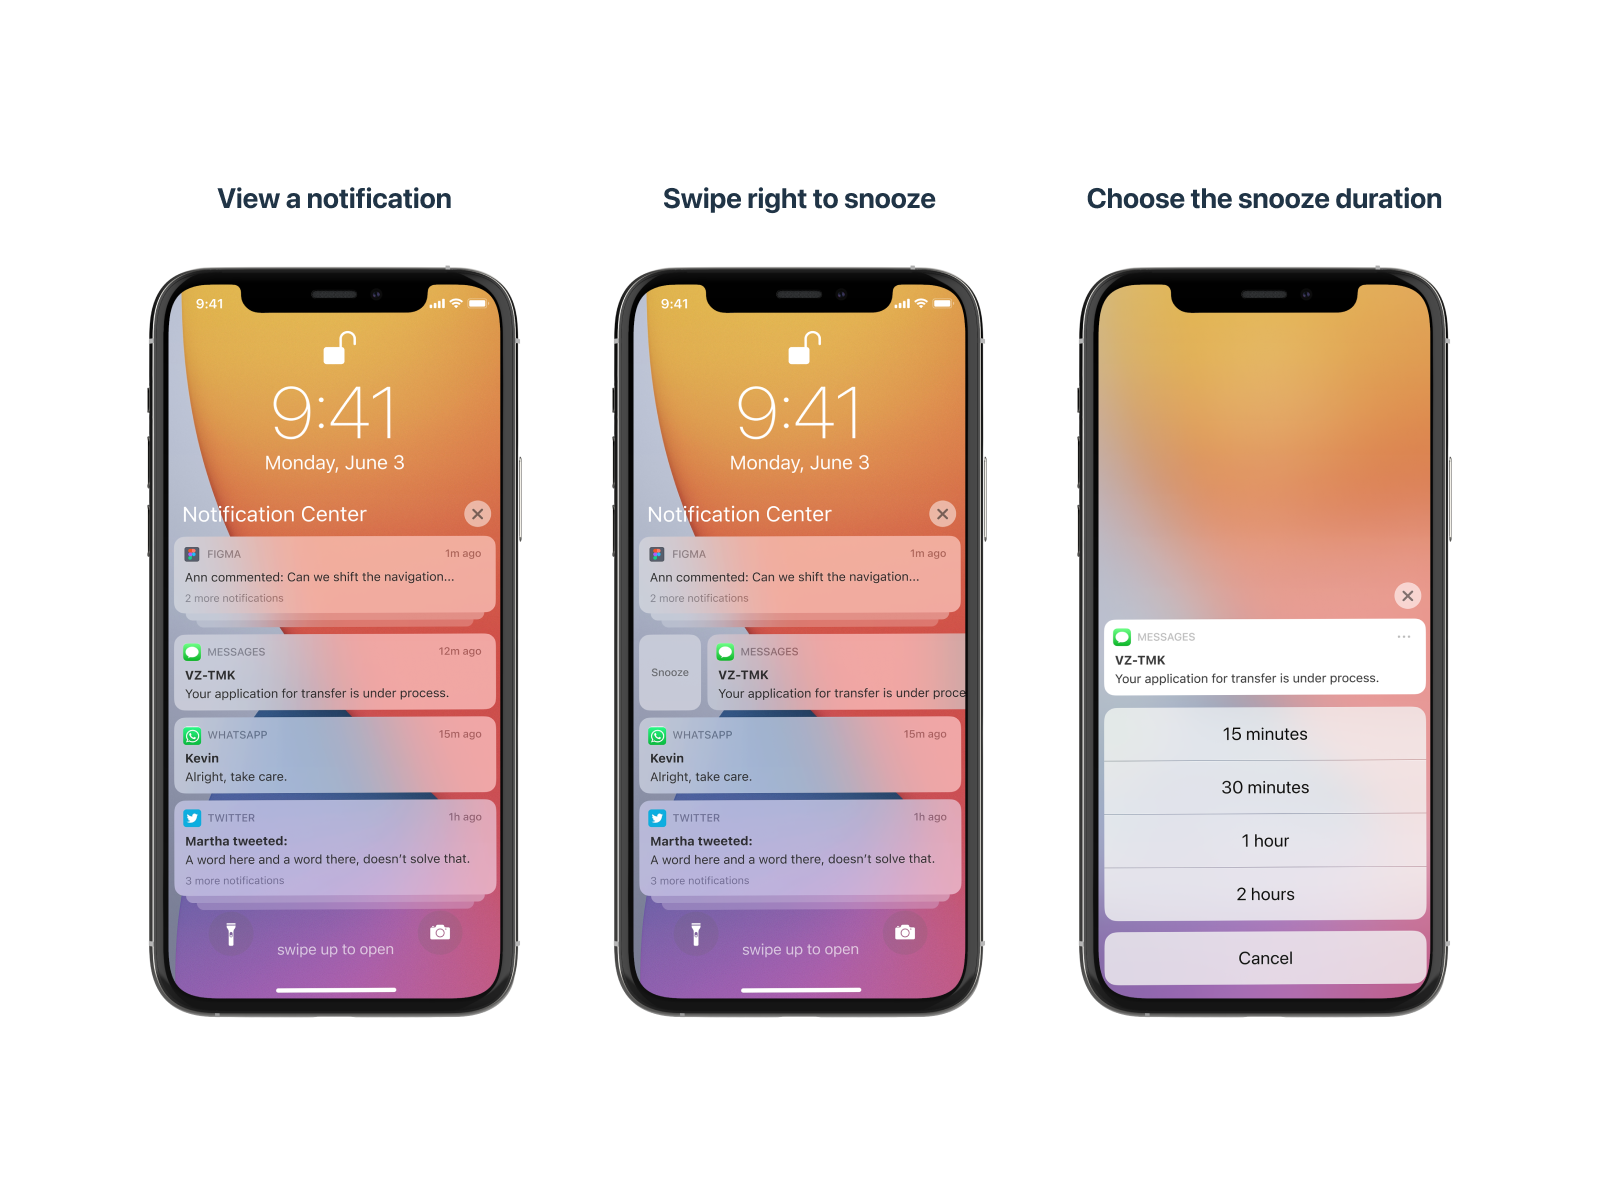 View a notification
9:41
9:41
Monday, June 3
Notification Center
FIGMA
1m ago
Ann commented: Can we shift the navigation...
2 more notifications
MESSAGES
12m ago
VZ-TMK
Your application for transfer is under process.
WHATSAPP
15m ago
Kevin
Alright, take care.
TWITTER
1h ago
Martha tweeted:
A word here and a word there, doesn't solve that.
3 more notifications
swipe up to open
Swipe right to snooze
9:41
9:41
Monday, June 3
Notification Center
FIGMA
1m ago
Ann commented: Can we shift the navigation...
2 more notifications
Snooze
MESSAGES
VZ-TMK
Your application for transfer is under proce
WHATSAPP
15m ago
Kevin
Alright, take care.
TWITTER
1h ago
Martha tweeted:
A word here and a word there, doesn't solve that.
3 more notifications
swipe up to open
Choose the snooze duration
MESSAGES
VZ-TMK
Your application for transfer is under process.
15 minutes
30 minutes
1 hour
2 hours
Cancel